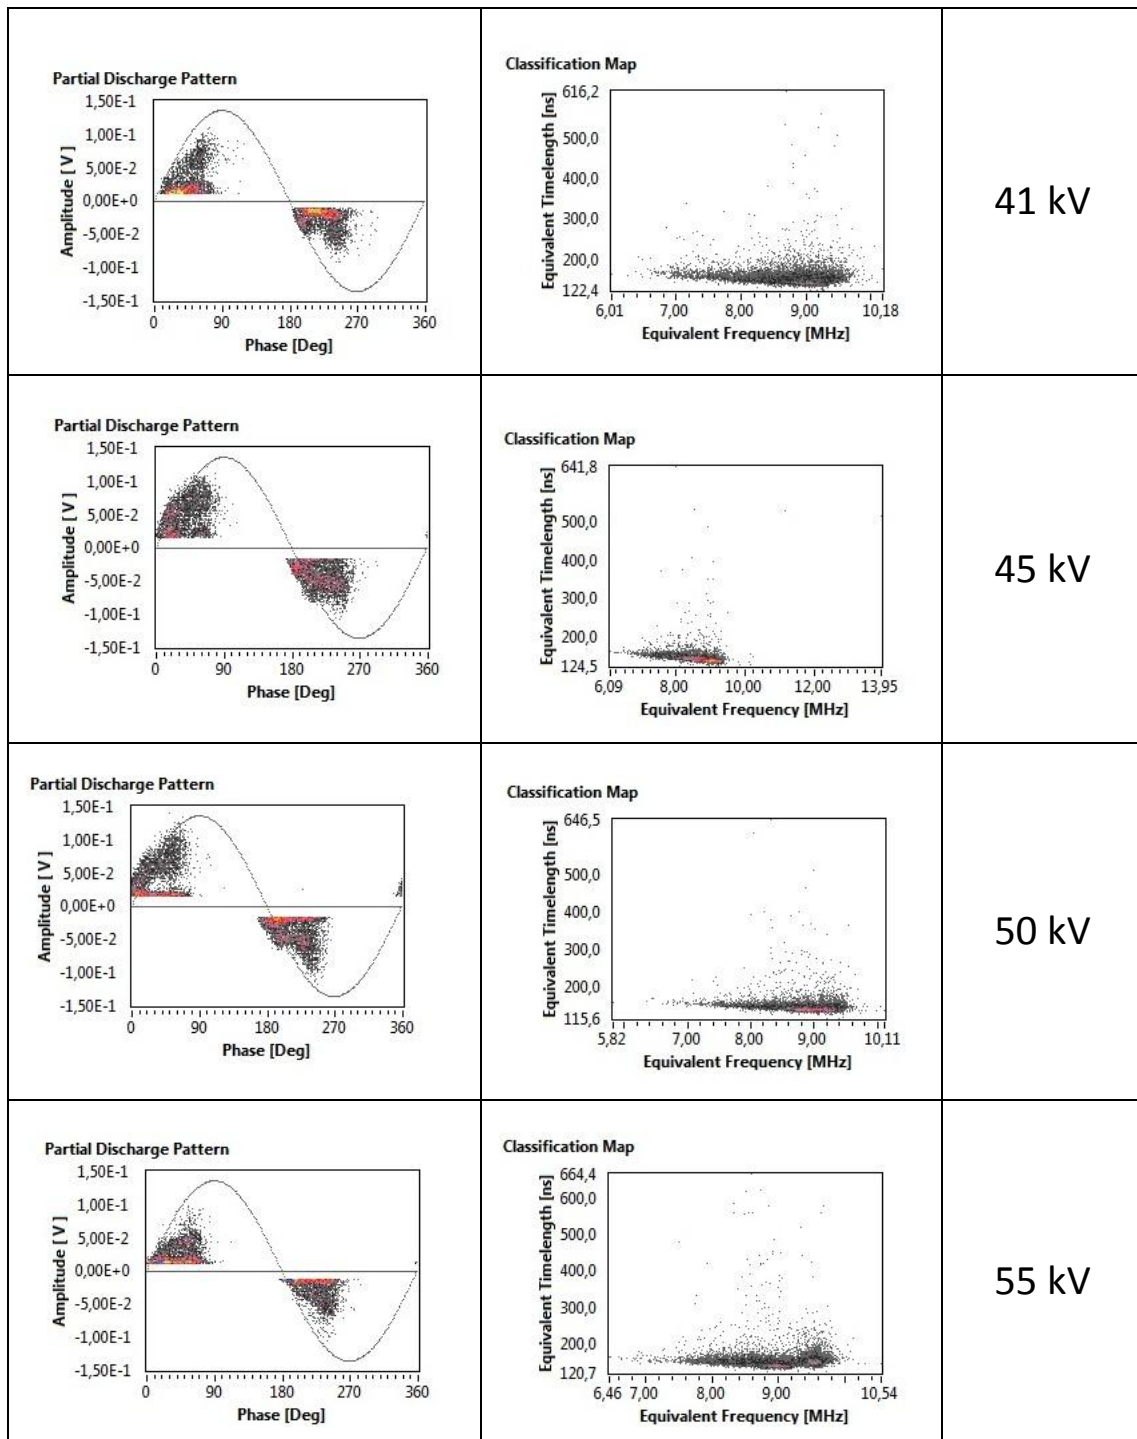 Partial Discharge Pattern
1,50E-1
1,00E-1
5,00E-2
0,00E+0
-5,00E-2
-1,00E-1
-1,50E-1
Amplitude [ V ]
0 90 180 270 360
Phase [Deg]
Classification Map
616,2
500,0
400,0
300,0
200,0
122,4
Equivalent Timelength [ns]
6,01 7,00 8,00 9,00 10,18
Equivalent Frequency [MHz]
41 kV
Partial Discharge Pattern
1,50E-1
1,00E-1
5,00E-2
0,00E+0
-5,00E-2
-1,00E-1
-1,50E-1
Amplitude [ V ]
0 90 180 270 360
Phase [Deg]
Classification Map
641,8
500,0
400,0
300,0
200,0
124,5
Equivalent Timelength [ns]
6,09 8,00 10,00 12,00 13,95
Equivalent Frequency [MHz]
45 kV
Partial Discharge Pattern
1,50E-1
1,00E-1
5,00E-2
0,00E+0
-5,00E-2
-1,00E-1
-1,50E-1
Amplitude [ V ]
0 90 180 270 360
Phase [Deg]
Classification Map
646,5
500,0
400,0
300,0
200,0
115,6
Equivalent Timelength [ns]
5,82 7,00 8,00 9,00 10,11
Equivalent Frequency [MHz]
50 kV
Partial Discharge Pattern
1,50E-1
1,00E-1
5,00E-2
0,00E+0
-5,00E-2
-1,00E-1
-1,50E-1
Amplitude [ V ]
0 90 180 270 360
Phase [Deg]
Classification Map
664,4
600,0
500,0
400,0
300,0
200,0
120,7
Equivalent Timelength [ns]
6,46 7,00 8,00 9,00 10,54
Equivalent Frequency [MHz]
55 kV